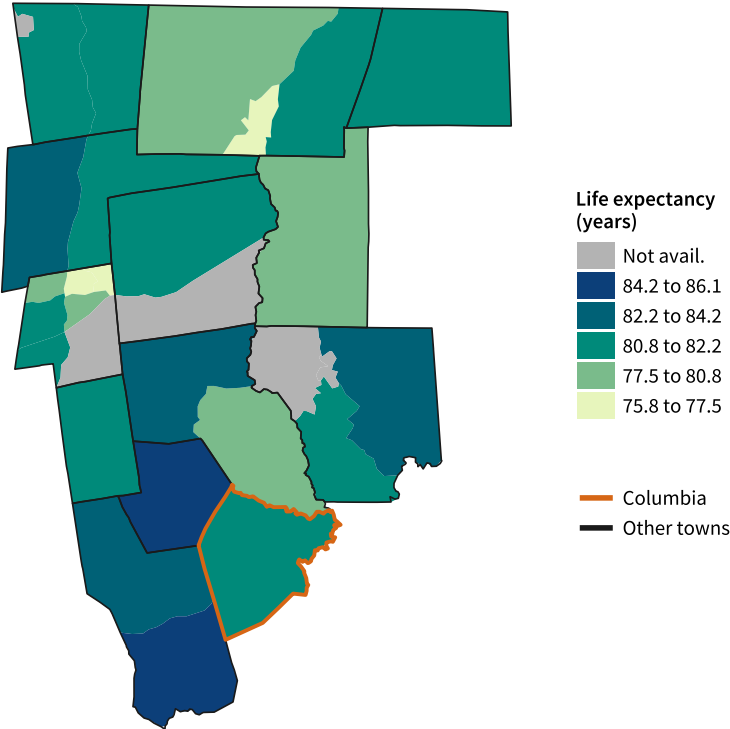 Life expectancy
(years)
Not avail.
84.2 to 86.1
82.2 to 84.2
80.8 to 82.2
77.5 to 80.8
75.8 to 77.5
Columbia
Other towns